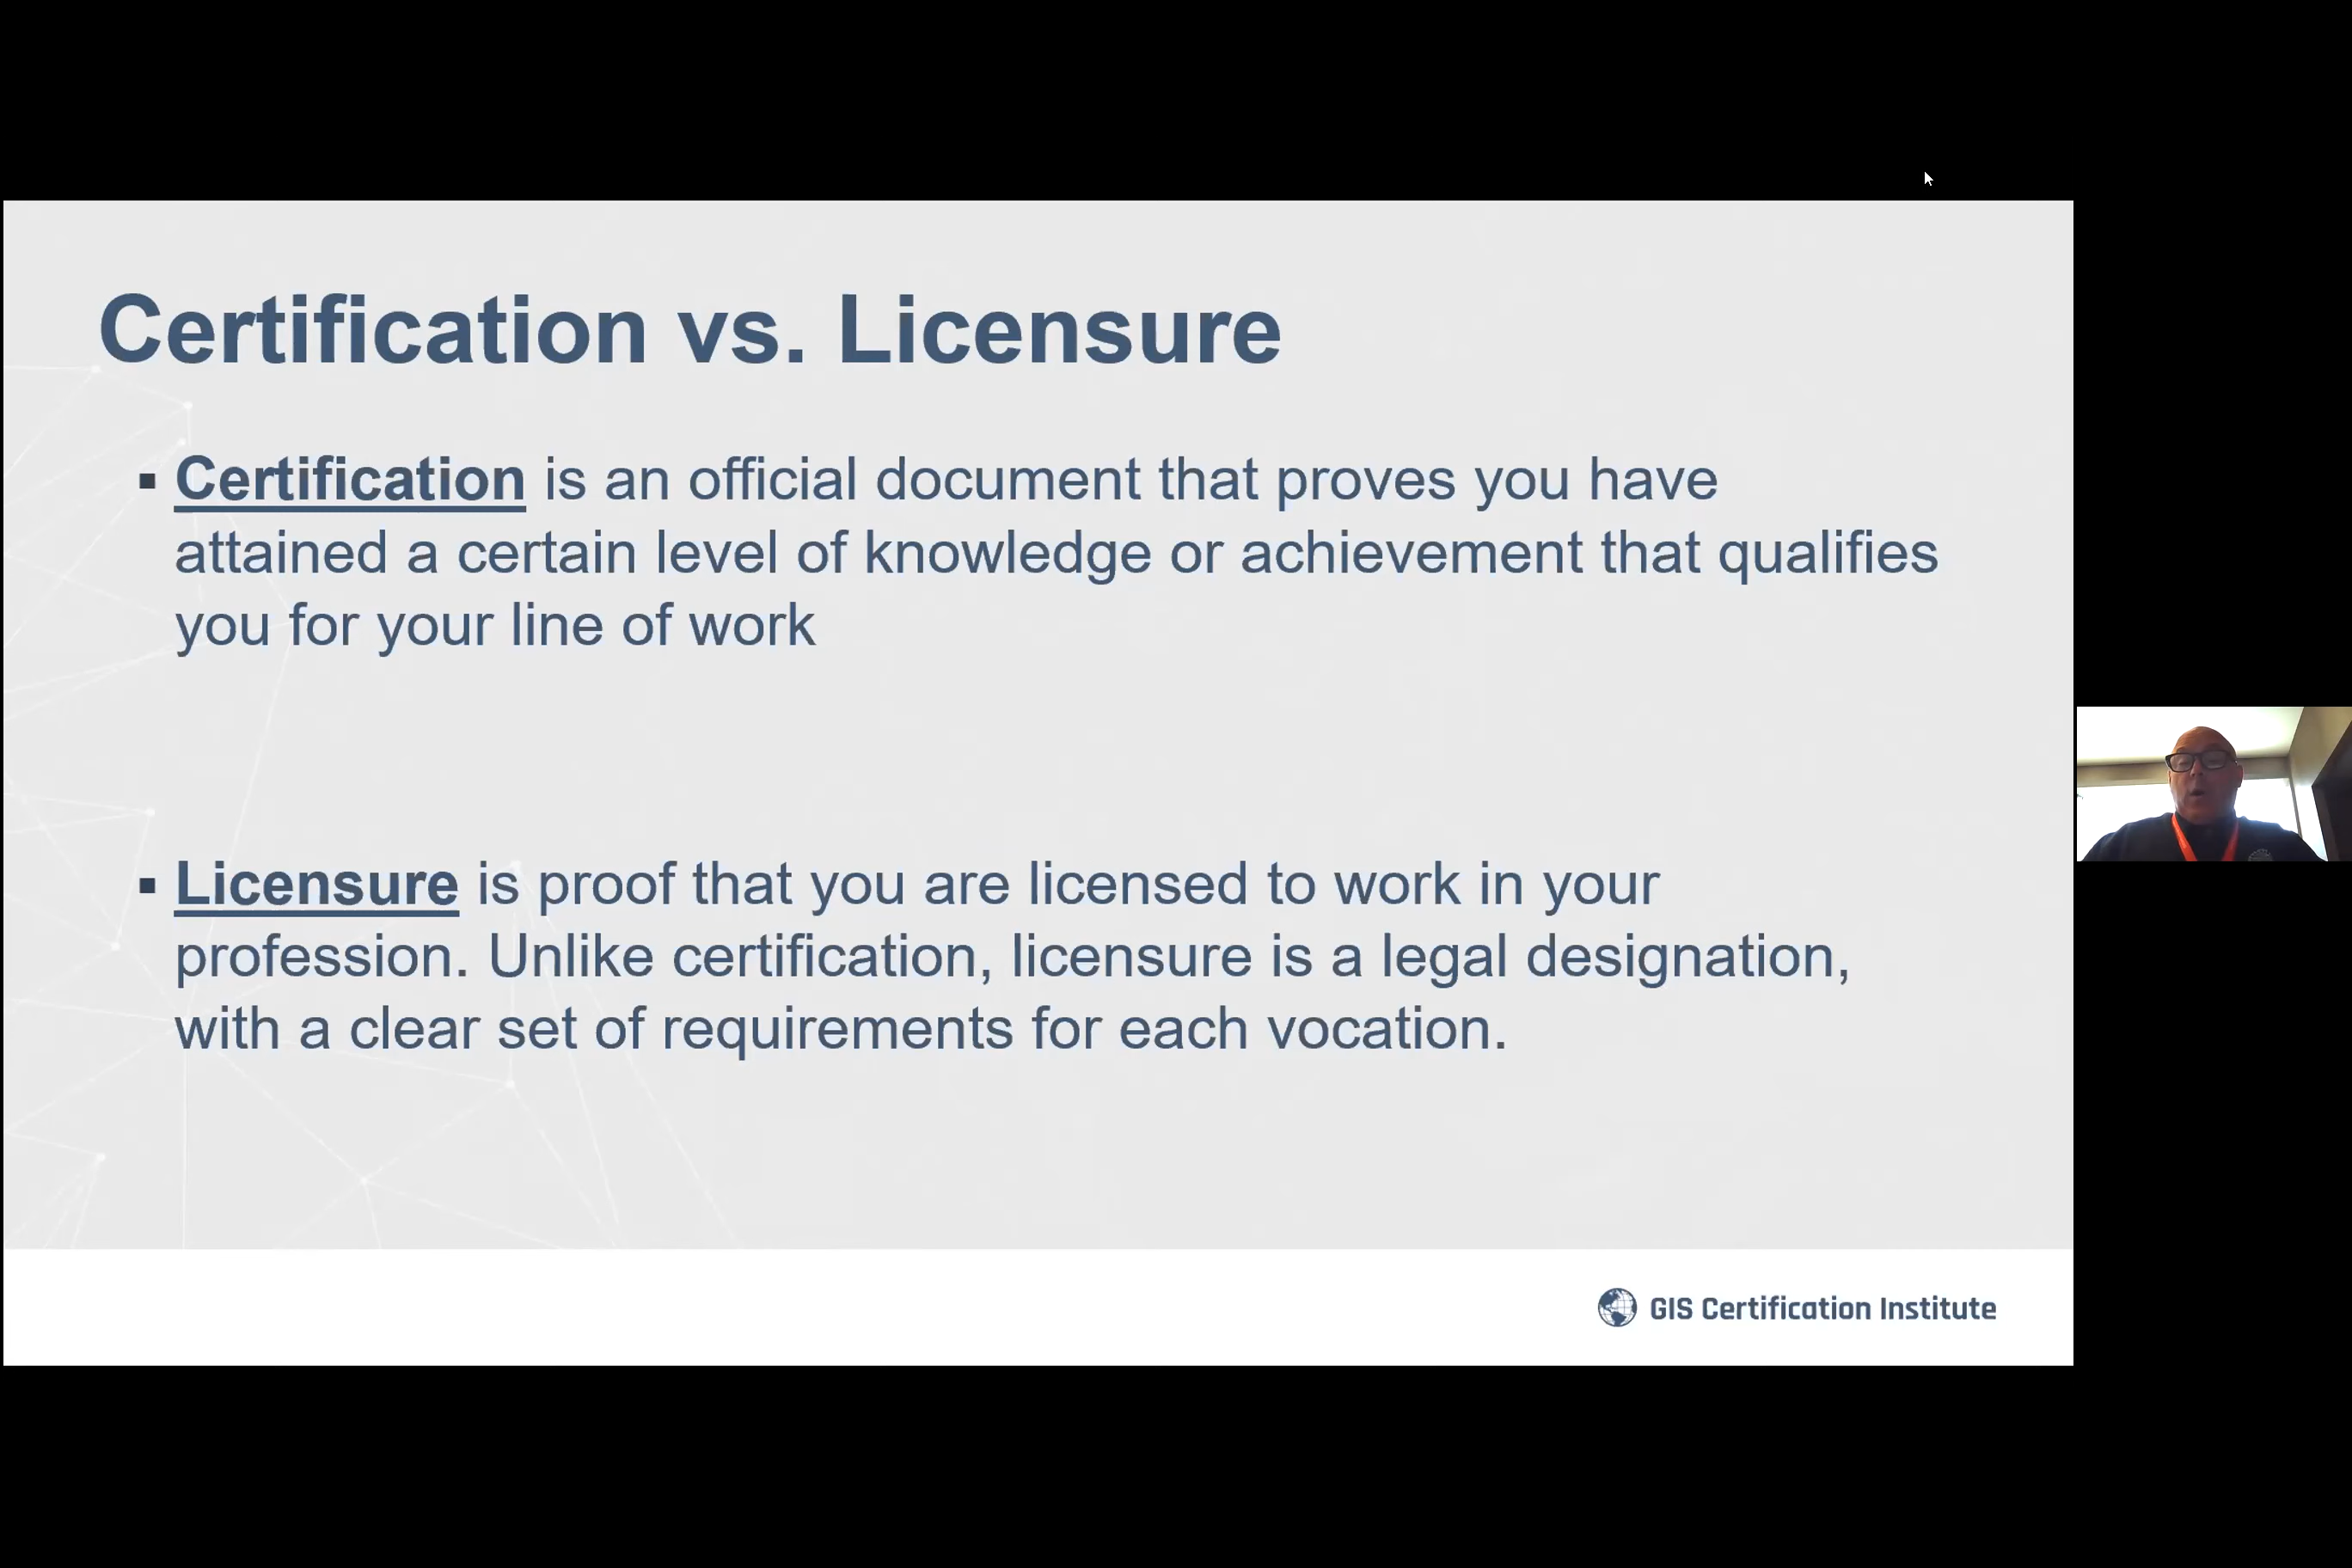 Certification vs. Licensure
▪ Certification is an official document that proves you have
attained a certain level of knowledge or achievement that qualifies
you for your line of work
▪ Licensure is proof that you are licensed to work in your
profession. Unlike certification, licensure is a legal designation,
with a clear set of requirements for each vocation.
GIS Certification Institute